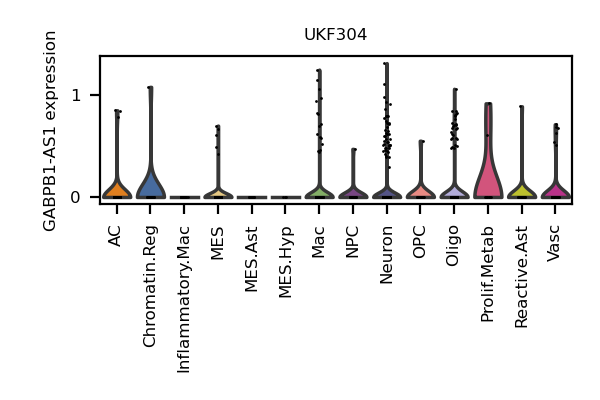 UKF304
GABPB1-AS1 expression
1
0
AC
Chromatin.Reg
Inflammatory.Mac
MES
MES.Ast
MES.Hyp
Mac
NPC
Neuron
OPC
Oligo
Prolif.Metab
Reactive.Ast
Vasc